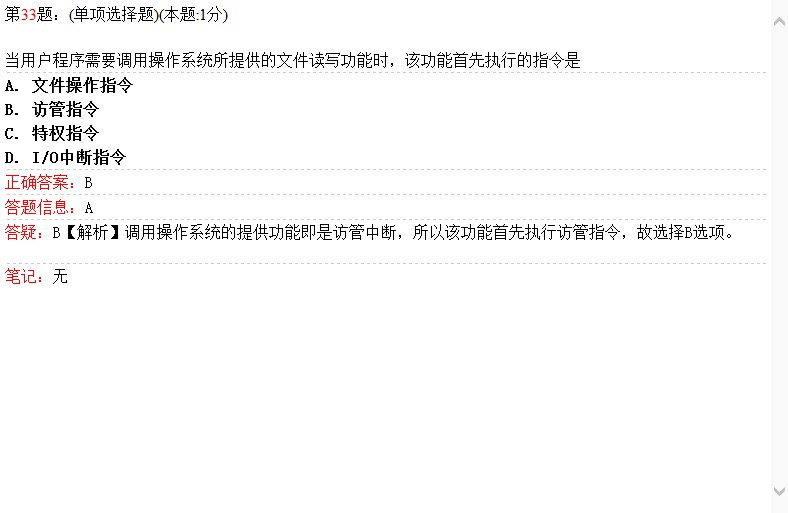 第33题：(单项选择题)(本题:1分)
当用户程序需要调用操作系统所提供的文件读写功能时，该功能首先执行的指令是
A. 文件操作指令
B. 访管指令
C. 特权指令
D. I/O中断指令
正确答案：B
答题信息：A
答疑：B【解析】调用操作系统的提供功能即是访管中断，所以该功能首先执行访管指令，故选择B选项。
笔记：无